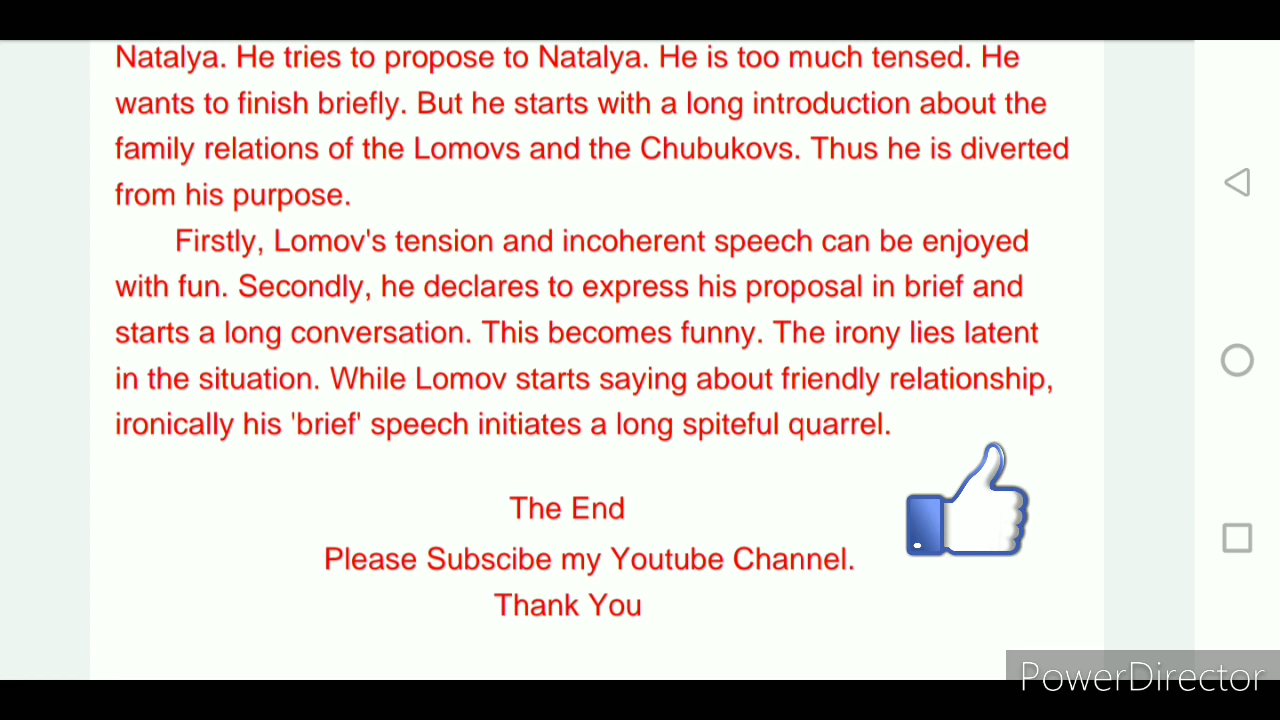 Natalya. He tries to propose to Natalya. He is too much tensed. He
wants to finish briefly. But he starts with a long introduction about the
family relations of the Lomovs and the Chubukovs. Thus he is diverted
from his purpose.
Firstly, Lomov's tension and incoherent speech can be enjoyed
with fun. Secondly, he declares to express his proposal in brief and
starts a long conversation. This becomes funny. The irony lies latent
in the situation. While Lomov starts saying about friendly relationship,
ironically his 'brief' speech initiates a long spiteful quarrel.
The End
Please Subscibe my Youtube Channel.
Thank You
PowerDirector